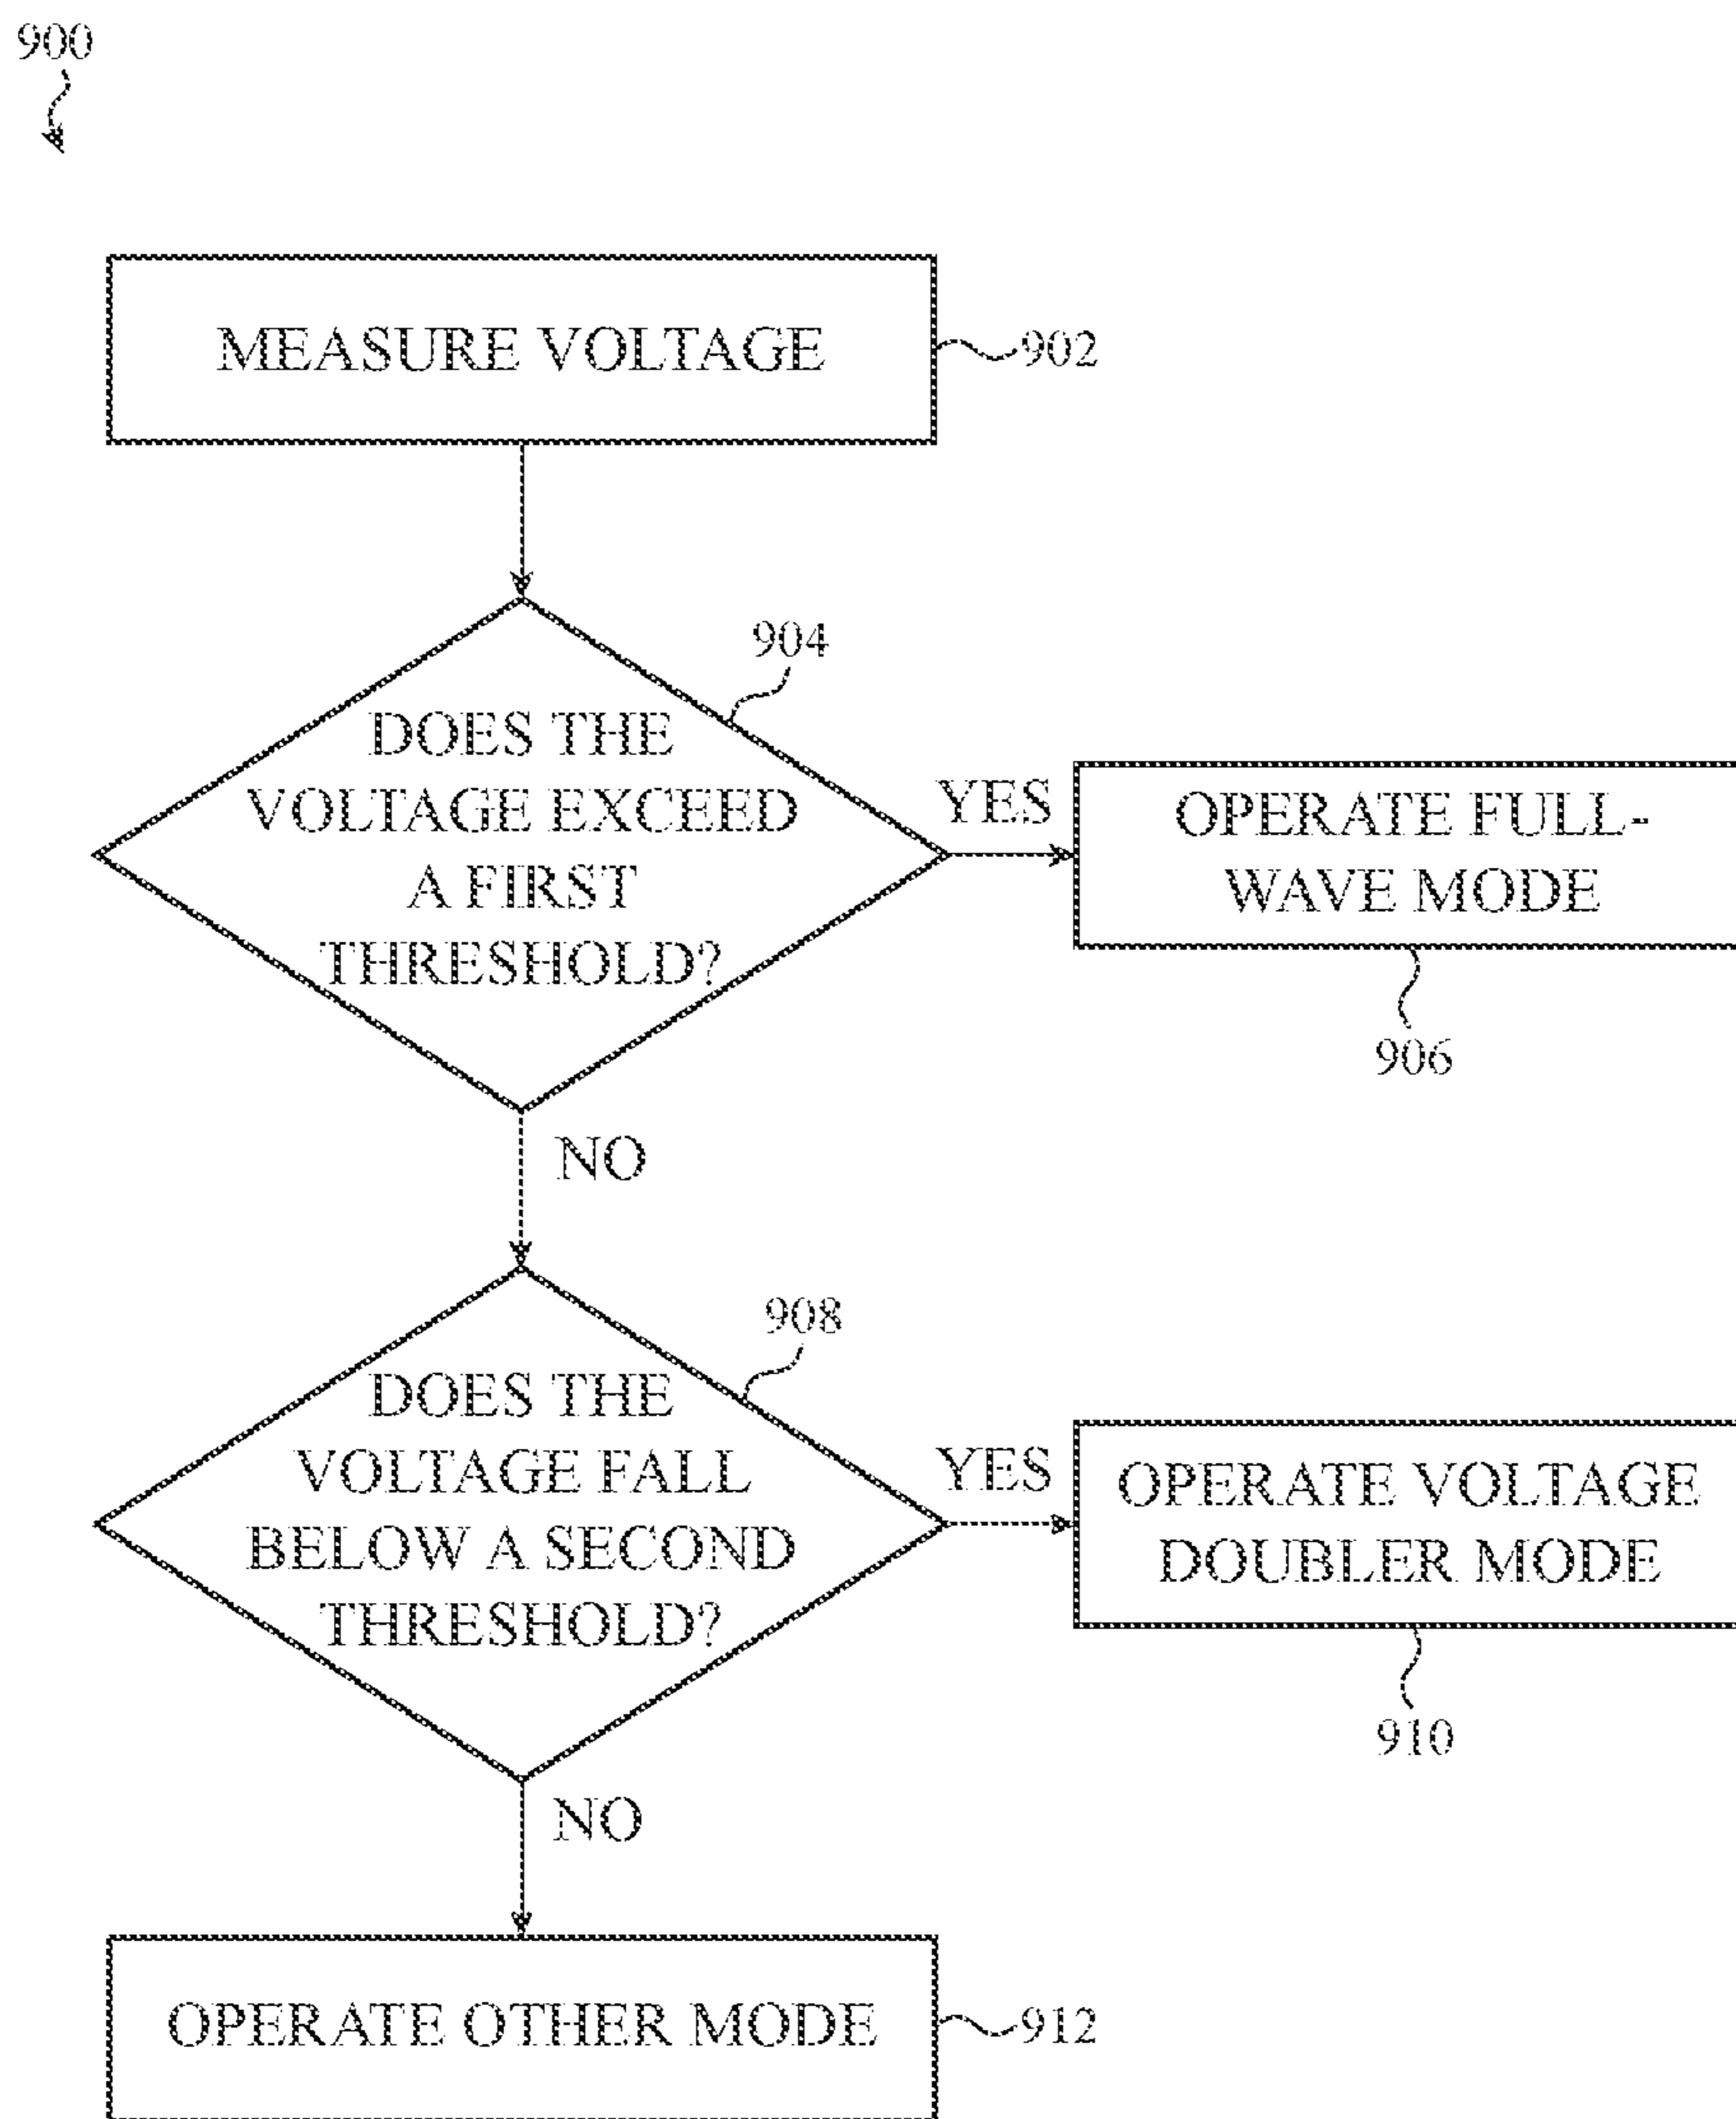 900
MEASURE VOLTAGE
902
904
DOES THE
VOLTAGE EXCEED
A FIRST
THRESHOLD?
YES
OPERATE FULL-
WAVE MODE
906
NO
908
DOES THE
VOLTAGE FALL
BELOW A SECOND
THRESHOLD?
YES
OPERATE VOLTAGE
DOUBLER MODE
910
NO
OPERATE OTHER MODE
912